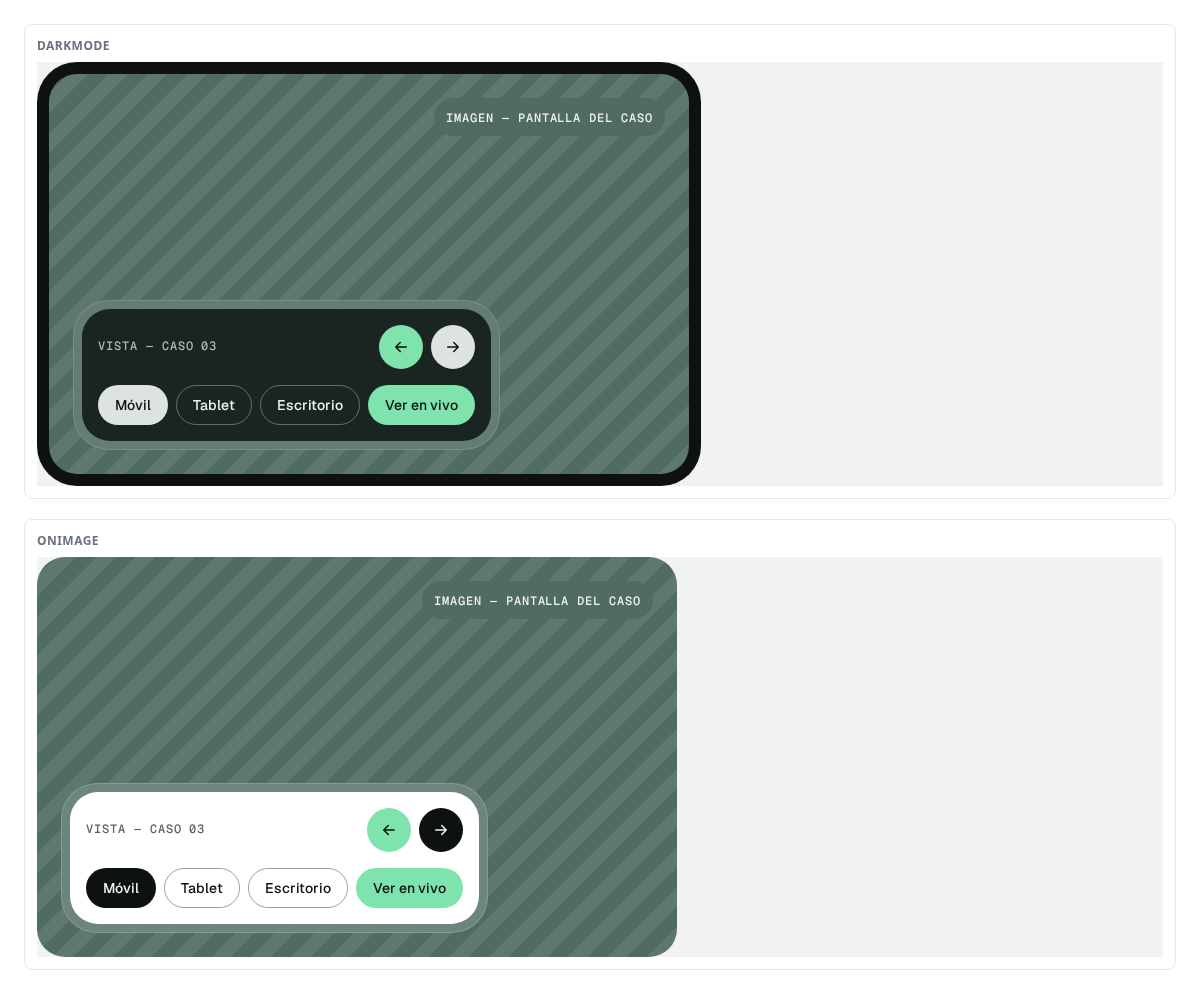 DARKMODE
IMAGEN — PANTALLA DEL CASO
VISTA — CASO 03
Móvil
Tablet
Escritorio
Ver en vivo
ONIMAGE
IMAGEN — PANTALLA DEL CASO
VISTA — CASO 03
Móvil
Tablet
Escritorio
Ver en vivo